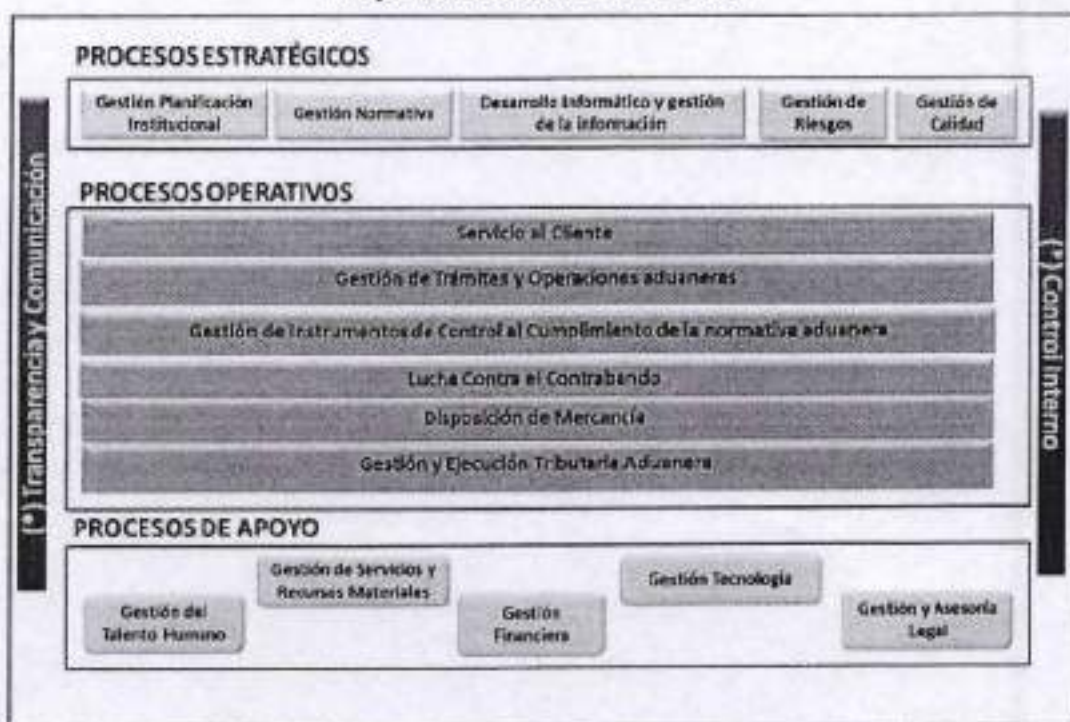 PROCESOS ESTRATÉGICOS
Gestión Planificación
Institucional
Gestión Normativa
Desarrollo Informático y gestión
de la información
Gestión de
Riesgos
Gestión de
Calidad
(*) Transparencia y Comunicación
PROCESOS OPERATIVOS
Servicio al Cliente
Gestión de Trámites y Operaciones aduaneras
Gestión de Instrumentos de Control al Cumplimiento de la normativa aduanera
Lucha Contra el Contrabando
Disposición de Mercancía
Gestión y Ejecución Tributaria Aduanera
(*) Control Interno
PROCESOS DE APOYO
Gestión del
Talento Humano
Gestión de Servicios y
Recursos Materiales
Gestión
Financiera
Gestión Tecnología
Gestión y Asesoría
Legal